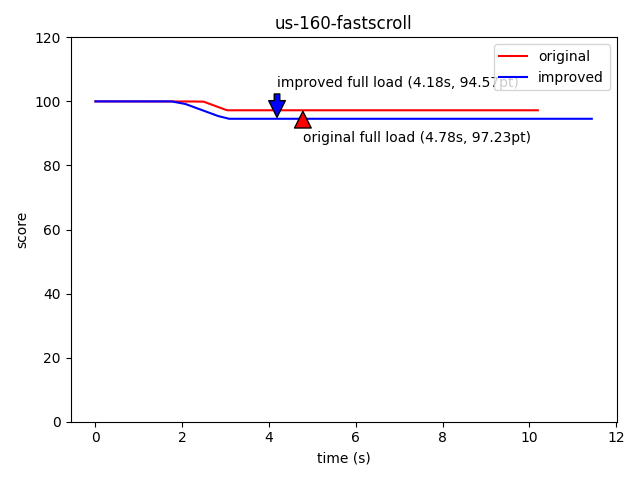 us-160-fastscroll
120
100
80
60
40
20
0
score
improved full load (4.18s, 94.57pt)
original full load (4.78s, 97.23pt)
original
improved
0 2 4 6 8 10 12
time (s)